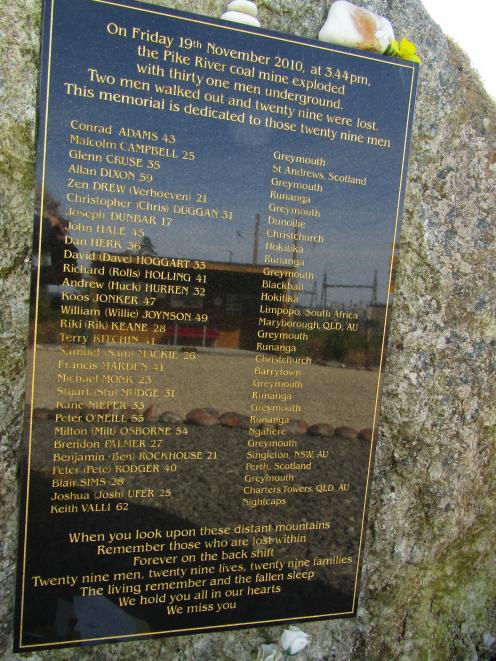 On Friday 19th November 2010, at 3.44pm,
the Pike River coal mine exploded
with thirty one men underground.
Two men walked out and twenty nine were lost.
This memorial is dedicated to those twenty nine men
Conrad ADAMS 43 Greymouth
Malcolm CAMPBELL 25 St Andrews, Scotland
Glenn CRUSE 35 Greymouth
Allan DIXON 59 Runanga
Zen DREW (Verhoeven) 21 Greymouth
Christopher (Chris) DUGGAN 31 Dunollie
Joseph DUNBAR 17 Christchurch
John HALE 45 Hokitika
Dan HERK 36 Runanga
David (Dave) HOGGART 33 Greymouth
Richard (Rolls) HOLLING 41 Blackball
Andrew (Huck) HURREN 32 Hokitika
Koos JONKER 47 Limpopo, South Africa
William (Willie) JOYNSON 49 Maryborough, QLD, AU
Riki (Rik) KEANE 28 Greymouth
Terry KITCHIN 41 Runanga
Samuel (Sam) MACKIE 26 Christchurch
Francis MARDEN 41 Barrytown
Michael MONK 23 Greymouth
Stuart (Stu) MUDGE 31 Runanga
Kane NIEPER 33 Greymouth
Peter O'NEILL 55 Runanga
Milton (Milt) OSBORNE 54 Ngahere
Brendon PALMER 27 Greymouth
Benjamin (Ben) ROCKHOUSE 21 Singleton, NSW, AU
Peter (Pete) RODGER 40 Perth, Scotland
Blair SIMS 28 Greymouth
Joshua (Josh) UFER 25 Charters Towers, QLD, AU
Keith VALLI 62 Nightcaps
When you look upon these distant mountains
Remember those who are lost within
Forever on the back shift
Twenty nine men, twenty nine lives, twenty nine families
The living remember and the fallen sleep
We hold you all in our hearts
We miss you